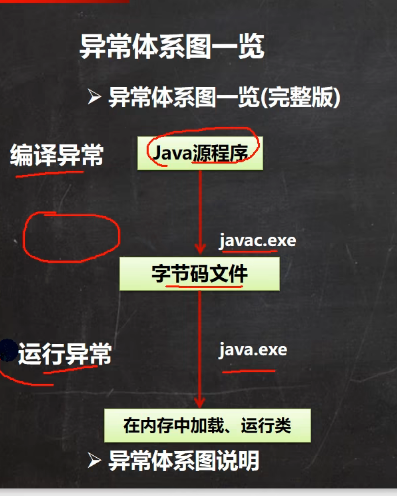 异常体系图一览
➢ 异常体系图一览(完整版)
编译异常
Java源程序
javac.exe
字节码文件
运行异常
java.exe
在内存中加载、运行类
➢ 异常体系图说明